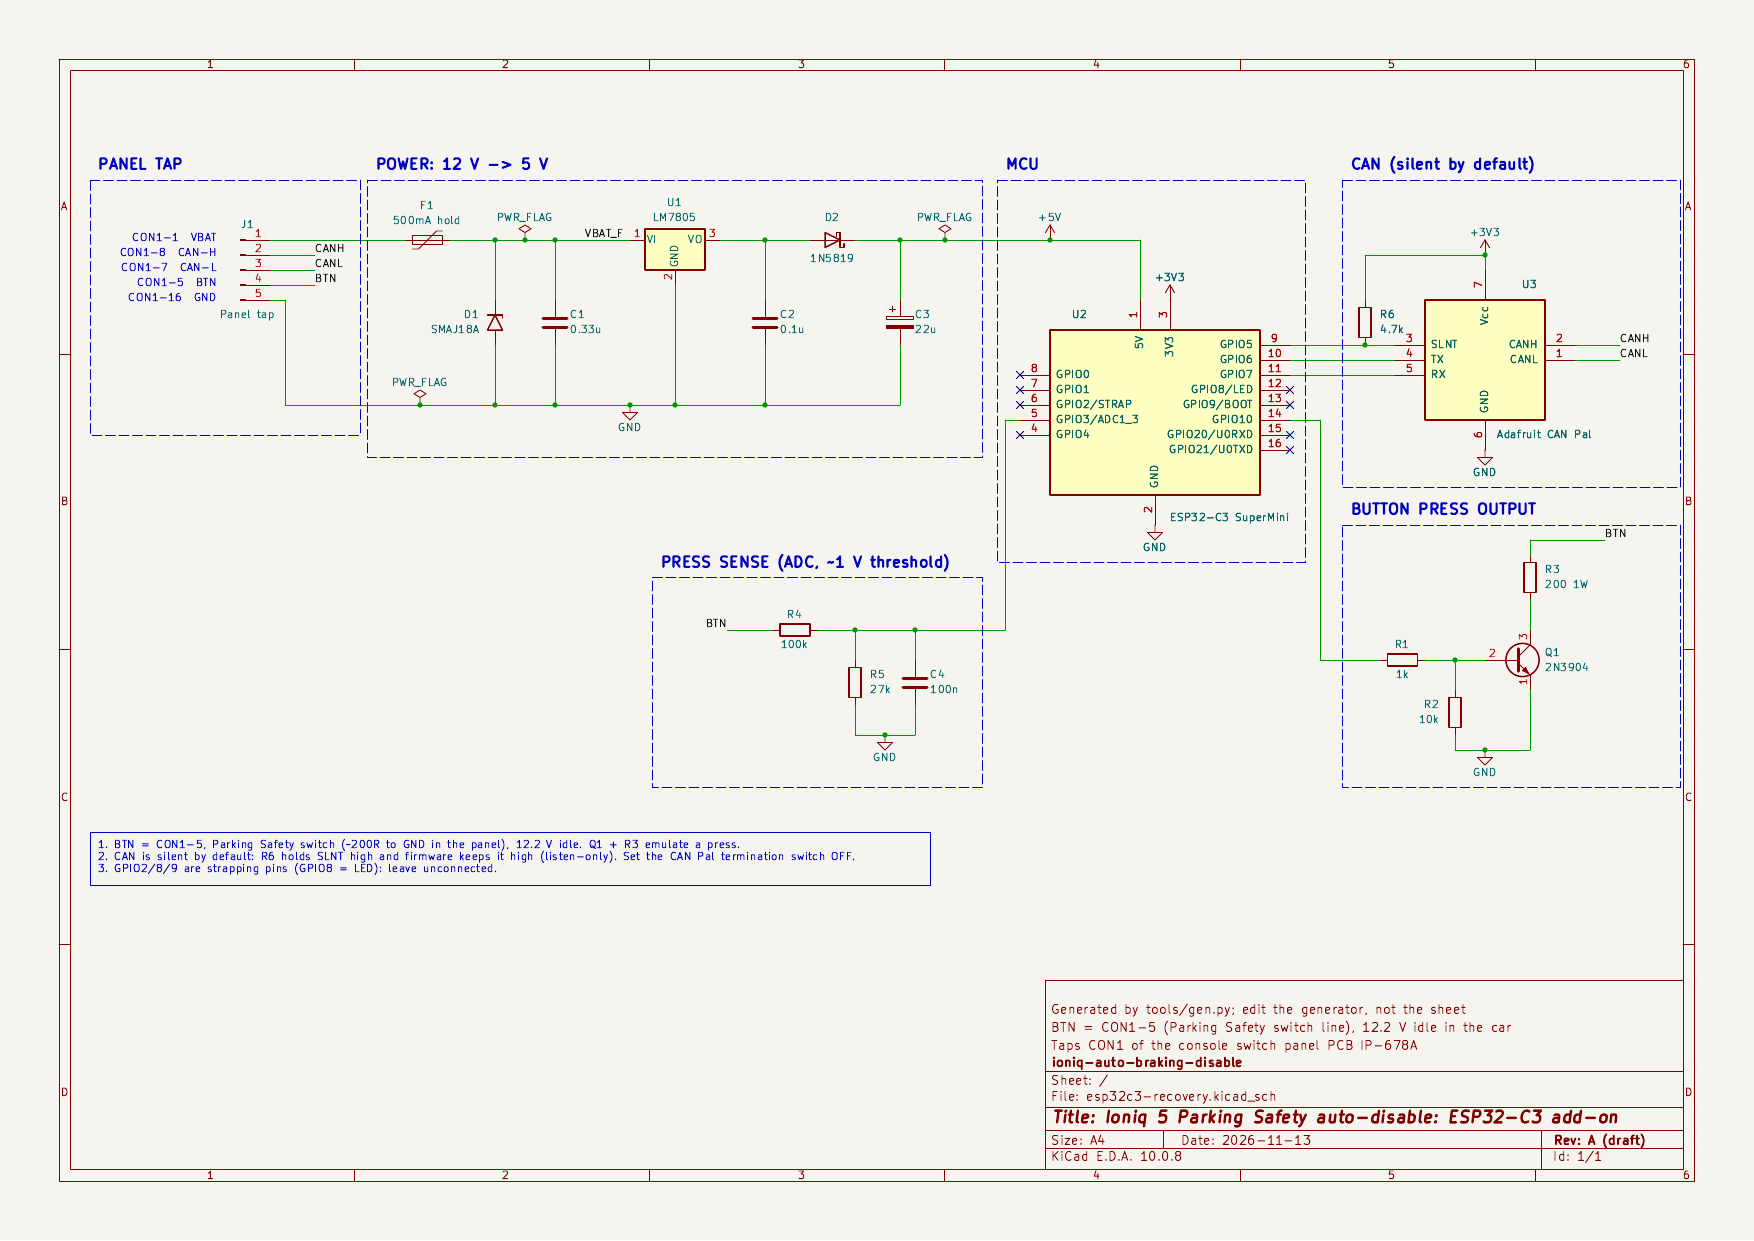 1 2 3 4 5 6
A
B
C
D
A
B
C
D
1 2 3 4 5 6
PANEL TAP
J1
CON1-1 VBAT 1
CON1-8 CAN-H 2 CANH
CON1-7 CAN-L 3 CANL
CON1-5 BTN 4 BTN
CON1-16 GND 5
Panel tap
POWER: 12 V -> 5 V
F1
500mA hold
PWR_FLAG
VBAT_F
U1
LM7805
1 VI VO 3
GND
2
D2
1N5819
PWR_FLAG
D1
SMAJ18A
C1
0.33u
C2
0.1u
+
C3
22u
PWR_FLAG
GND
MCU
+5V
+3V3
U2
1 3
5V 3V3
8 GPIO0
7 GPIO1
6 GPIO2/STRAP
5 GPIO3/ADC1_3
4 GPIO4
GPIO5 9
GPIO6 10
GPIO7 11
GPIO8/LED 12
GPIO9/BOOT 13
GPIO10 14
GPIO20/U0RXD 15
GPIO21/U0TXD 16
GND
2
ESP32-C3 SuperMini
GND
CAN (silent by default)
+3V3
U3
7
Vcc
R6
4.7k
3 SLNT
4 TX
5 RX
CANH 2 CANH
CANL 1 CANL
GND
6
Adafruit CAN Pal
GND
PRESS SENSE (ADC, ~1 V threshold)
BTN
R4
100k
R5
27k
C4
100n
GND
BUTTON PRESS OUTPUT
BTN
R3
200 1W
R1
1k
2
3
1
Q1
2N3904
R2
10k
GND
1. BTN = CON1-5, Parking Safety switch (~200R to GND in the panel), 12.2 V idle. Q1 + R3 emulate a press.
2. CAN is silent by default: R6 holds SLNT high and firmware keeps it high (listen-only). Set the CAN Pal termination switch OFF.
3. GPIO2/8/9 are strapping pins (GPIO8 = LED): leave unconnected.
Generated by tools/gen.py; edit the generator, not the sheet
BTN = CON1-5 (Parking Safety switch line), 12.2 V idle in the car
Taps CON1 of the console switch panel PCB IP-678A
ioniq-auto-braking-disable
Sheet: /
File: esp32c3-recovery.kicad_sch
Title: Ioniq 5 Parking Safety auto-disable: ESP32-C3 add-on
Size: A4 Date: 2026-11-13 Rev: A (draft)
KiCad E.D.A. 10.0.8 Id: 1/1